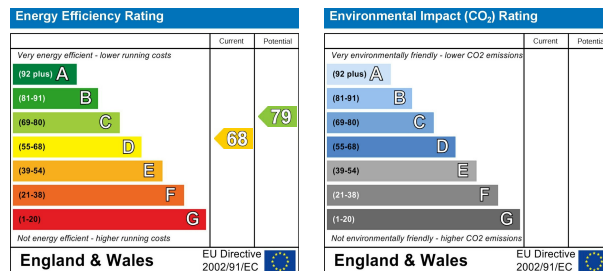 Energy Efficiency Rating
Current Potential
Very energy efficient - lower running costs
(92 plus) A
(81-91) B
(69-80) C
(55-68) D
(39-54) E
(21-38) F
(1-20) G
68
79
Not energy efficient - higher running costs
England & Wales
EU Directive
2002/91/EC
Environmental Impact (CO₂) Rating
Current Potential
Very environmentally friendly - lower CO2 emissions
(92 plus) A
(81-91) B
(69-80) C
(55-68) D
(39-54) E
(21-38) F
(1-20) G
Not environmentally friendly - higher CO2 emissions
England & Wales
EU Directive
2002/91/EC